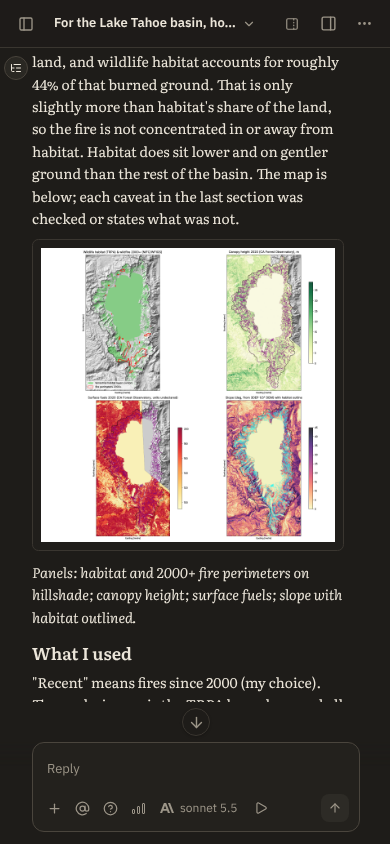 For the Lake Tahoe basin, ho...
land, and wildlife habitat accounts for roughly
44% of that burned ground. That is only
slightly more than habitat's share of the land,
so the fire is not concentrated in or away from
habitat. Habitat does sit lower and on gentler
ground than the rest of the basin. The map is
below; each caveat in the last section was
checked or states what was not.
Panels: habitat and 2000+ fire perimeters on
hillshade; canopy height; surface fuels; slope with
habitat outlined.
What I used
"Recent" means fires since 2000 (my choice).
Reply
sonnet 5.5